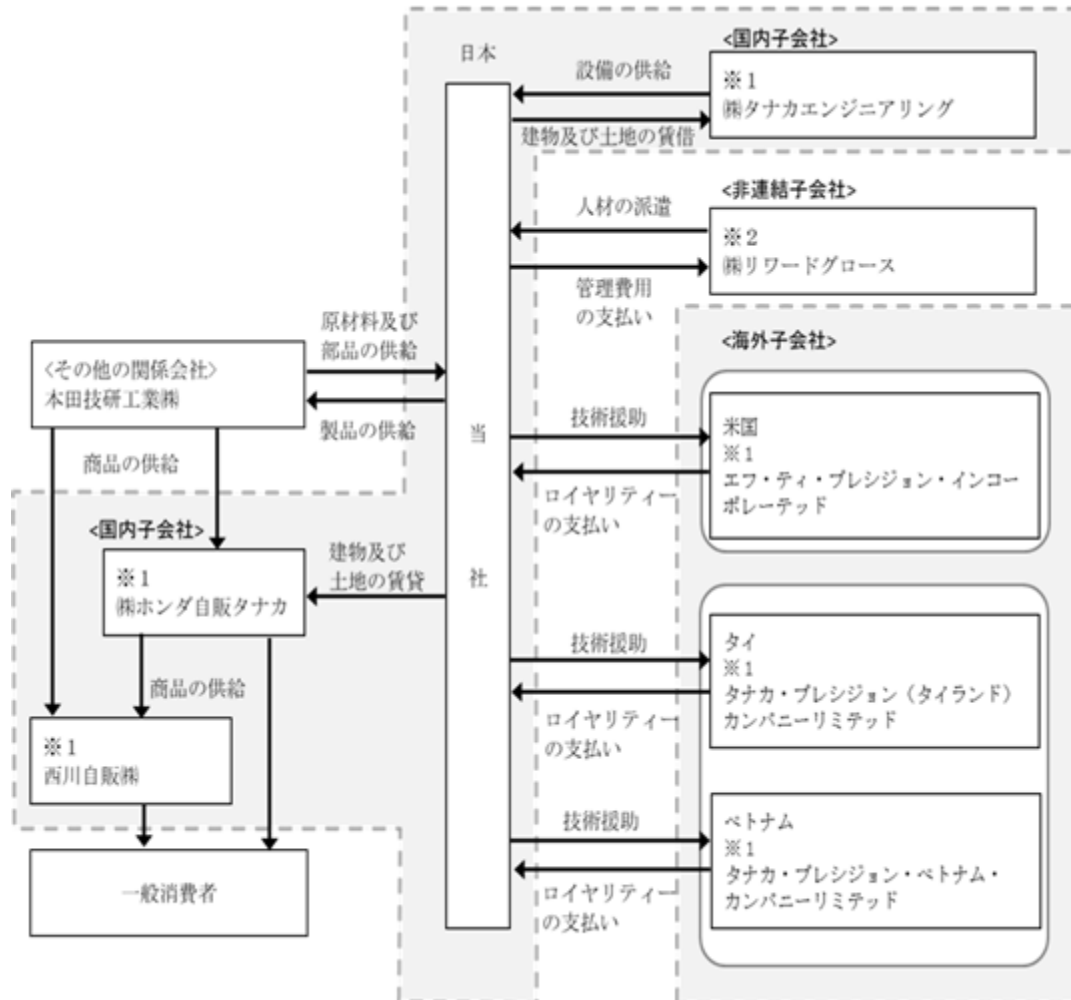 日本
<国内子会社>
設備の供給
※1
㈱タナカエンジニアリング
建物及び土地の賃借
<非連結子会社>
人材の派遣
※2
㈱リワードグロース
管理費用
の支払い
<海外子会社>
原材料及び
部品の供給
<その他の関係会社>
本田技研工業㈱
製品の供給
当
社
技術援助
米国
※1
エフ・ティ・プレシジョン・インコー
ポレーテッド
ロイヤリティー
の支払い
商品の供給
<国内子会社>
※1
㈱ホンダ自販タナカ
建物及び
土地の賃貸
技術援助
タイ
※1
タナカ・プレシジョン（タイランド）
カンパニーリミテッド
ロイヤリティー
の支払い
商品の供給
※1
西川自販㈱
技術援助
ベトナム
※1
タナカ・プレシジョン・ベトナム・
カンパニーリミテッド
ロイヤリティー
の支払い
一般消費者